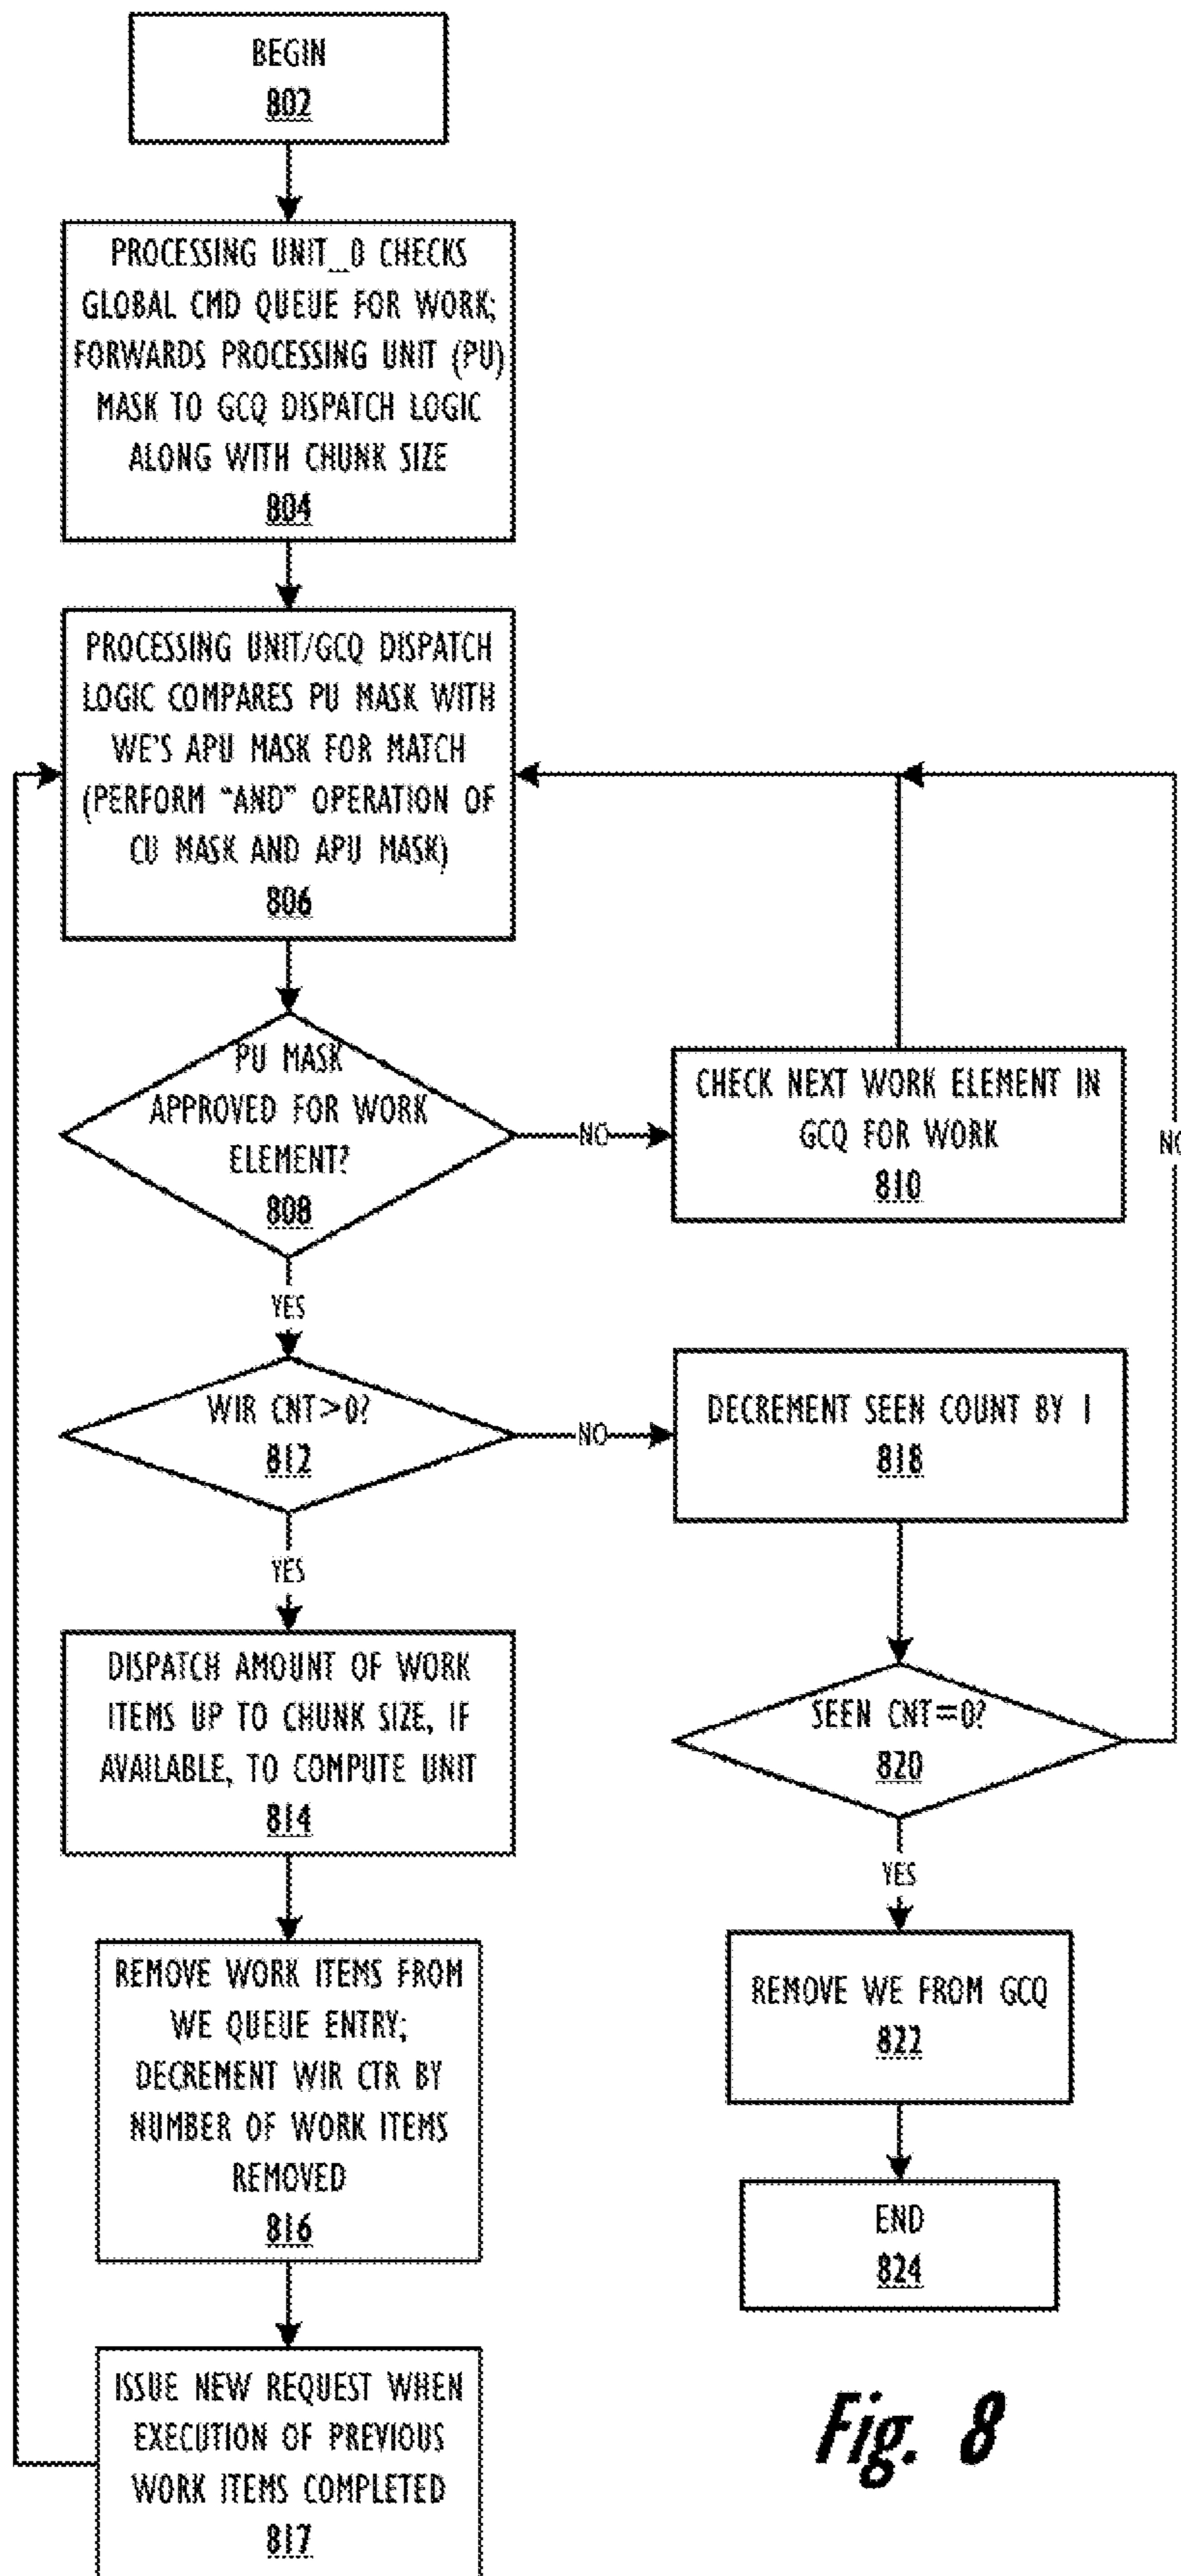 BEGIN
802
PROCESSING UNIT_0 CHECKS
GLOBAL CMD QUEUE FOR WORK;
FORWARDS PROCESSING UNIT (PU)
MASK TO GCQ DISPATCH LOGIC
ALONG WITH CHUNK SIZE
804
PROCESSING UNIT/GCQ DISPATCH
LOGIC COMPARES PU MASK WITH
WE'S APU MASK FOR MATCH
(PERFORM "AND" OPERATION OF
CU MASK AND APU MASK)
806
PU MASK
APPROVED FOR WORK
ELEMENT?
808
NO
CHECK NEXT WORK ELEMENT IN
GCQ FOR WORK
810
NO
YES
WIR CNT>0?
812
NO
DECREMENT SEEN COUNT BY 1
818
YES
DISPATCH AMOUNT OF WORK
ITEMS UP TO CHUNK SIZE, IF
AVAILABLE, TO COMPUTE UNIT
814
SEEN CNT=0?
820
YES
REMOVE WORK ITEMS FROM
WE QUEUE ENTRY;
DECREMENT WIR CTR BY
NUMBER OF WORK ITEMS
REMOVED
816
REMOVE WE FROM GCQ
822
END
824
ISSUE NEW REQUEST WHEN
EXECUTION OF PREVIOUS
WORK ITEMS COMPLETED
817
Fig. 8